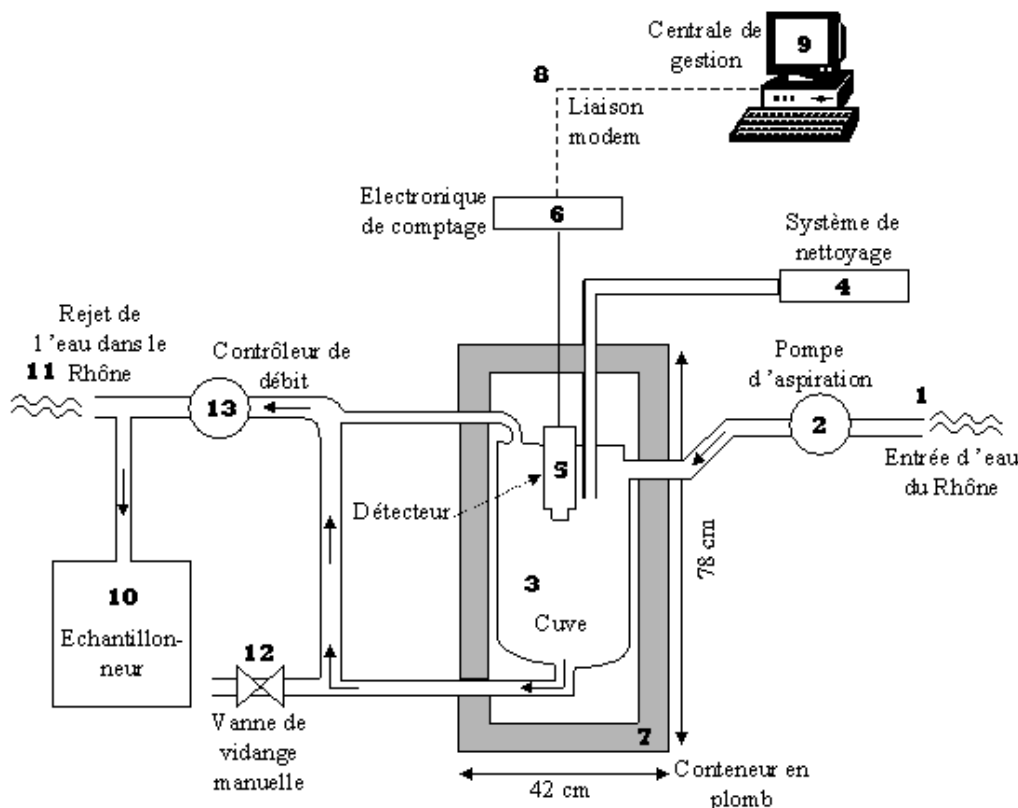 Centrale de
gestion
9
8
Liaison
modem
Electronique
de comptage
6
Système de
nettoyage
4
Rejet de
l ’eau dans le
11 Rhône
Contrôleur de
débit
13
Pompe
d ’aspiration
2
1
Entrée d ’eau
du Rhône
5
Détecteur
78 cm
3
Cuve
10
Echantillon-
neur
12
Vanne de
vidange
manuelle
7
42 cm
Conteneur en
plomb